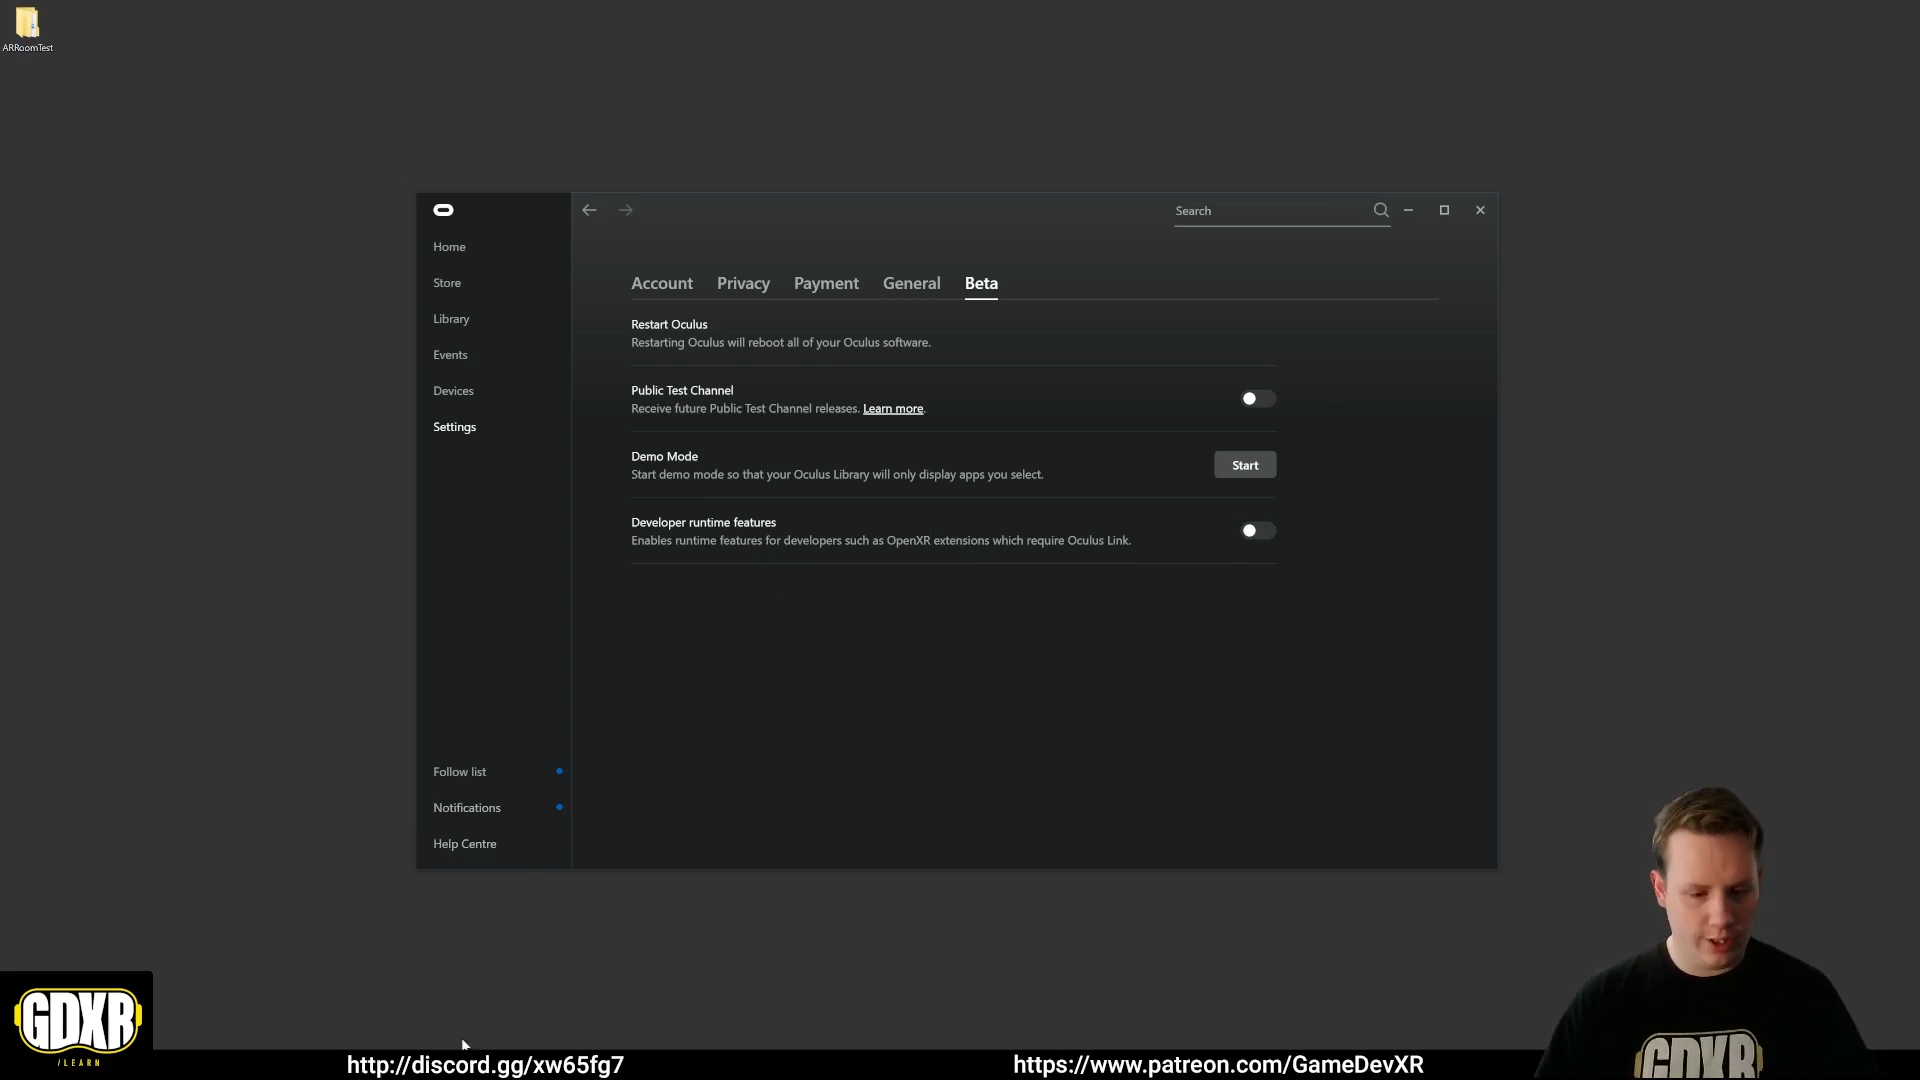 ARRoomTest
Search
Home
Store
Library
Events
Devices
Settings
Account Privacy Payment General Beta
Restart Oculus
Restarting Oculus will reboot all of your Oculus software.
Public Test Channel
Receive future Public Test Channel releases. Learn more.
Demo Mode
Start demo mode so that your Oculus Library will only display apps you select.
Start
Developer runtime features
Enables runtime features for developers such as OpenXR extensions which require Oculus Link.
Follow list
Notifications
Help Centre
GDXR
/LEARN
http://discord.gg/xw65fg7
https://www.patreon.com/GameDevXR
GDXR